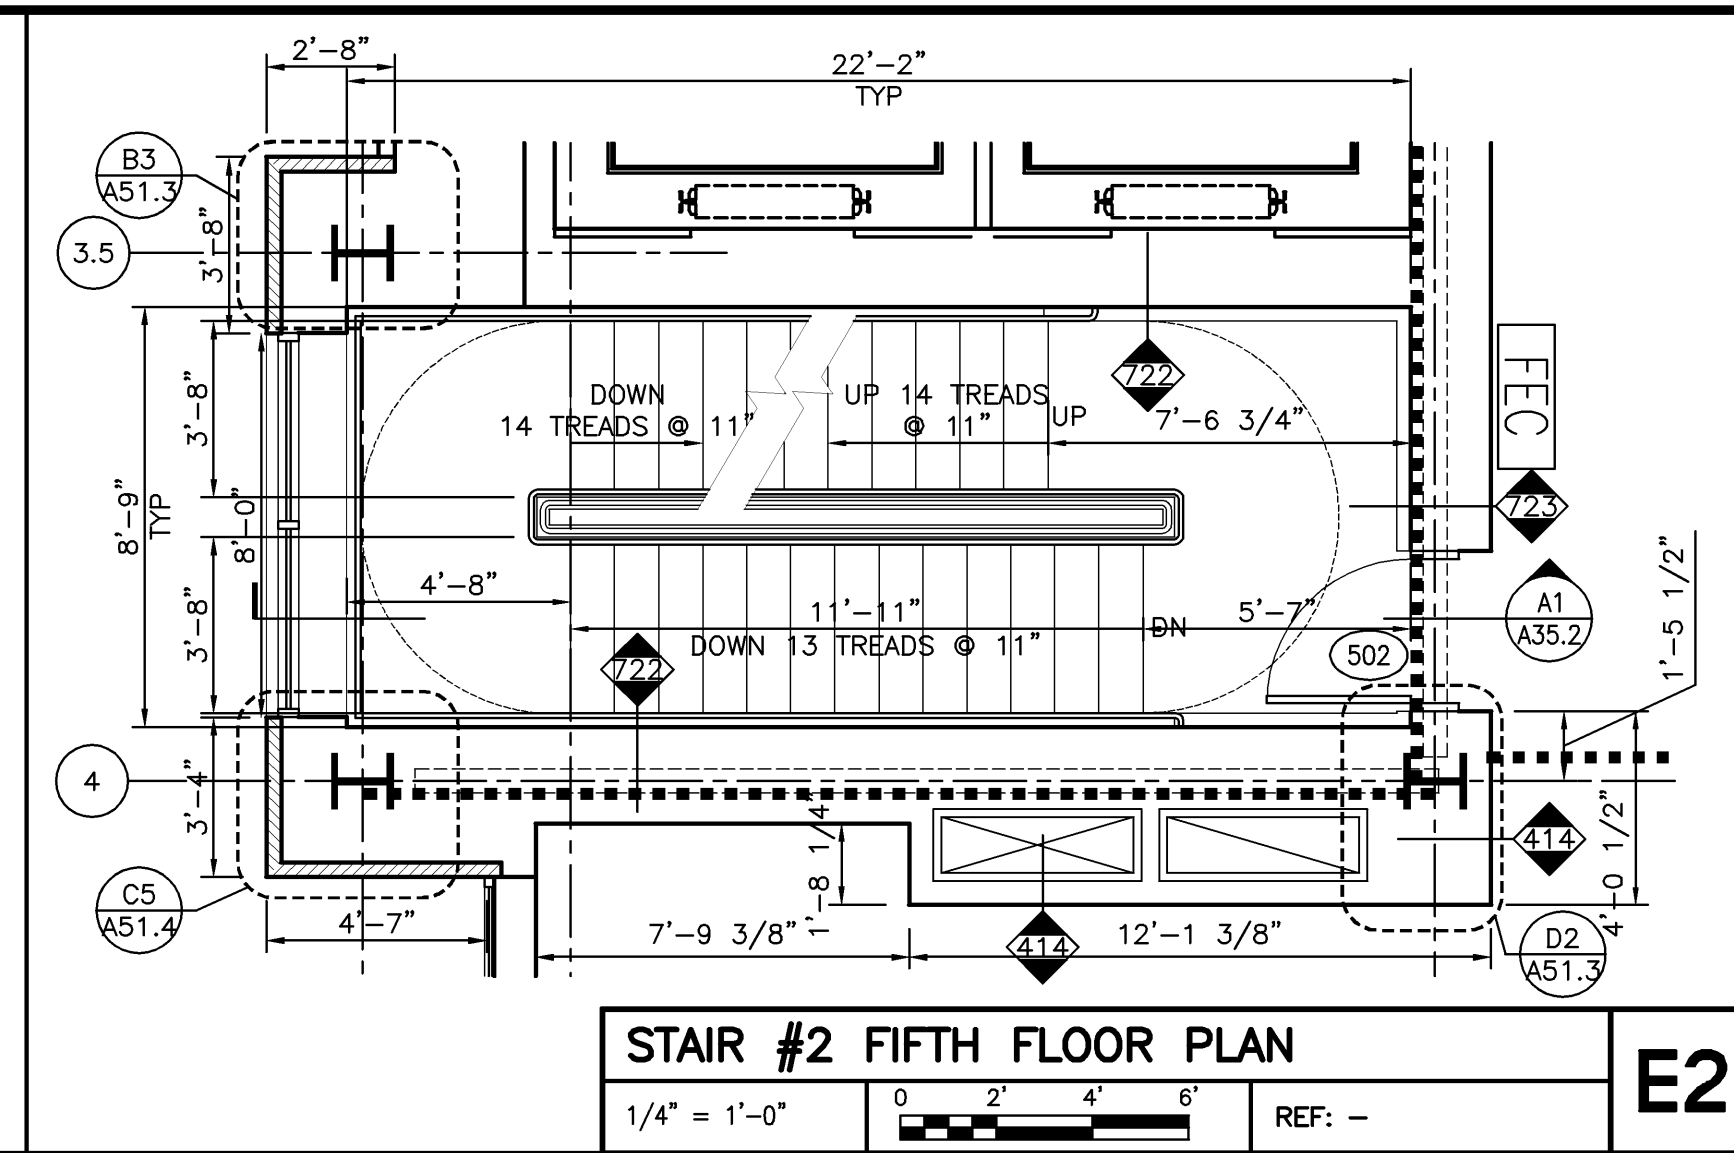 2'-8"
22'-2"
TYP
B3
A51.3
3'-8"
3.5
FEC
3'-8"
DOWN
14 TREADS @ 11"
UP 14 TREADS
@ 11"
UP
722
7'-6 3/4"
8'-9"
TYP
8'-0"
723
4'-8"
11'-11"
DOWN 13 TREADS @ 11"
DN
5'-7"
A1
A35.2
1'-5 1/2"
3'-8"
722
502
4
3'-4"
1'-8 1/4"
414
4'-0 1/2"
C5
A51.4
4'-7"
7'-9 3/8"
414
12'-1 3/8"
D2
A51.3
STAIR #2 FIFTH FLOOR PLAN
E2
1/4" = 1'-0"
0 2' 4' 6'
REF: –